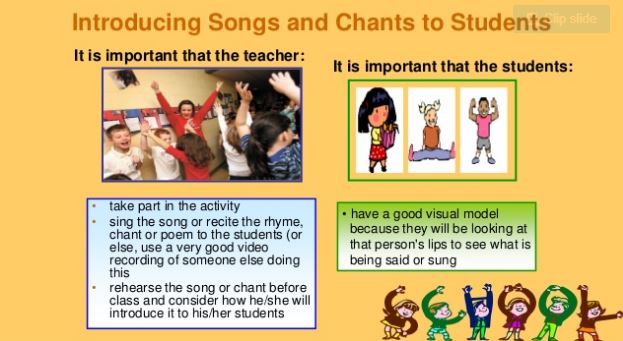 Introducing Songs and Chants to Students
Clip slide
It is important that the teacher:
It is important that the students:
• take part in the activity
• sing the song or recite the rhyme,
chant or poem to the students (or
else, use a very good video
recording of someone else doing
this
• rehearse the song or chant before
class and consider how he/she will
introduce it to his/her students
• have a good visual model
because they will be looking at
that person's lips to see what is
being said or sung
SCHOOL